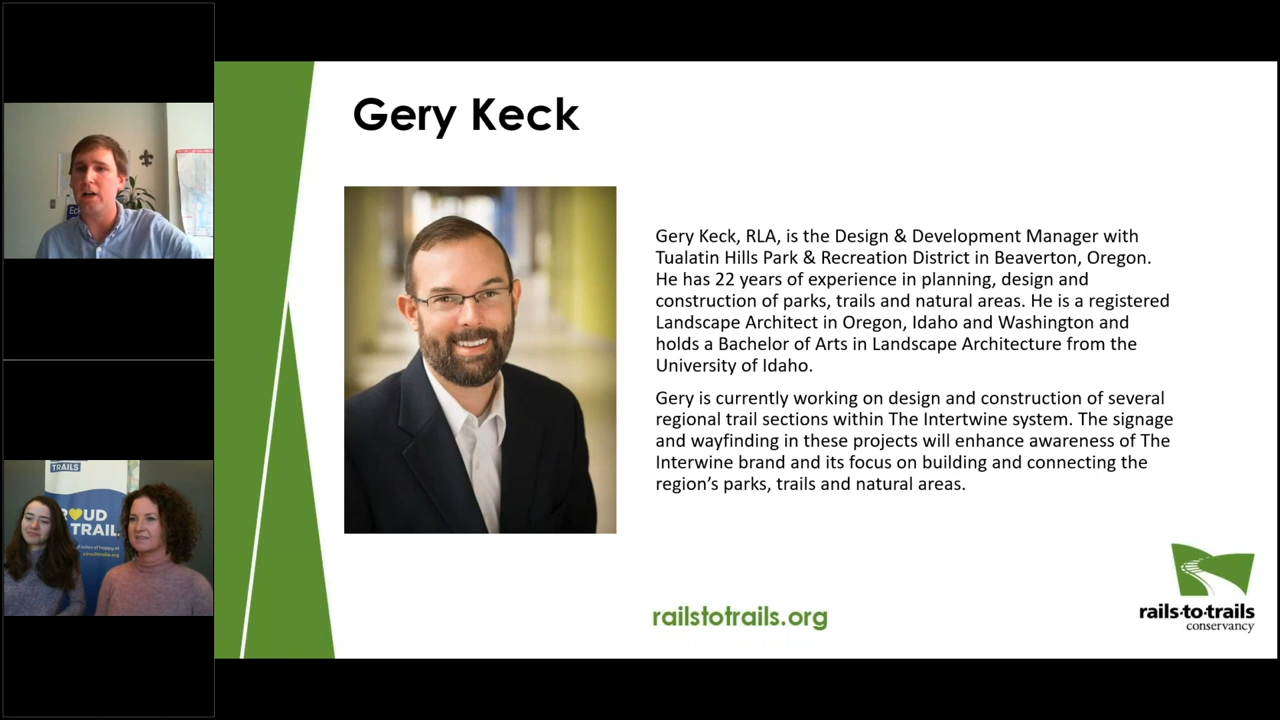 Gery Keck
Gery Keck, RLA, is the Design & Development Manager with
Tualatin Hills Park & Recreation District in Beaverton, Oregon.
He has 22 years of experience in planning, design and
construction of parks, trails and natural areas. He is a registered
Landscape Architect in Oregon, Idaho and Washington and
holds a Bachelor of Arts in Landscape Architecture from the
University of Idaho.
Gery is currently working on design and construction of several
regional trail sections within The Intertwine system. The signage
and wayfinding in these projects will enhance awareness of The
Interwine brand and its focus on building and connecting the
region's parks, trails and natural areas.
railstotrails.org
rails·to·trails
conservancy
TRAILS
TRAIL.